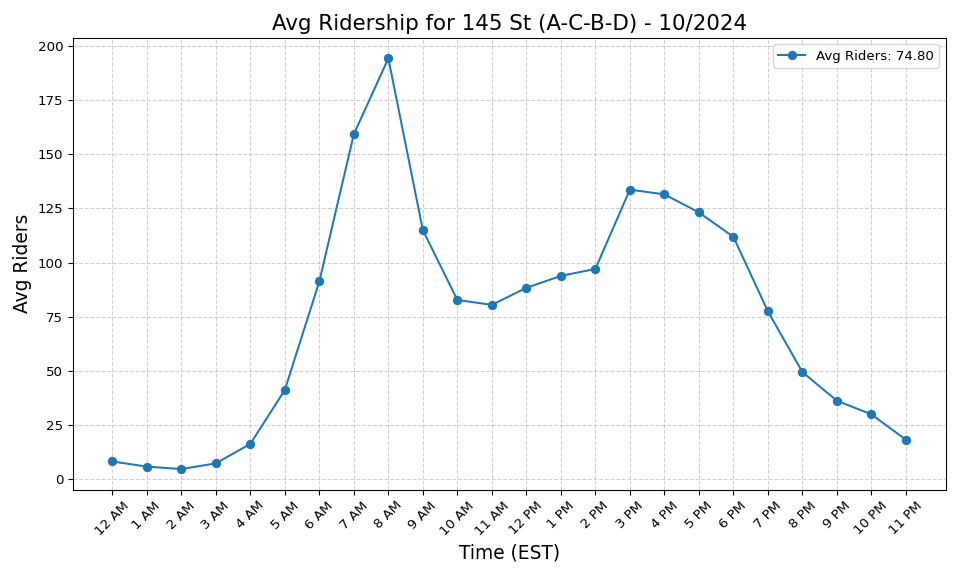 Avg Ridership for 145 St (A-C-B-D) - 10/2024
Avg Riders: 74.80
Avg Riders
200
175
150
125
100
75
50
25
0
12 AM
1 AM
2 AM
3 AM
4 AM
5 AM
6 AM
7 AM
8 AM
9 AM
10 AM
11 AM
12 PM
1 PM
2 PM
3 PM
4 PM
5 PM
6 PM
7 PM
8 PM
9 PM
10 PM
11 PM
Time (EST)